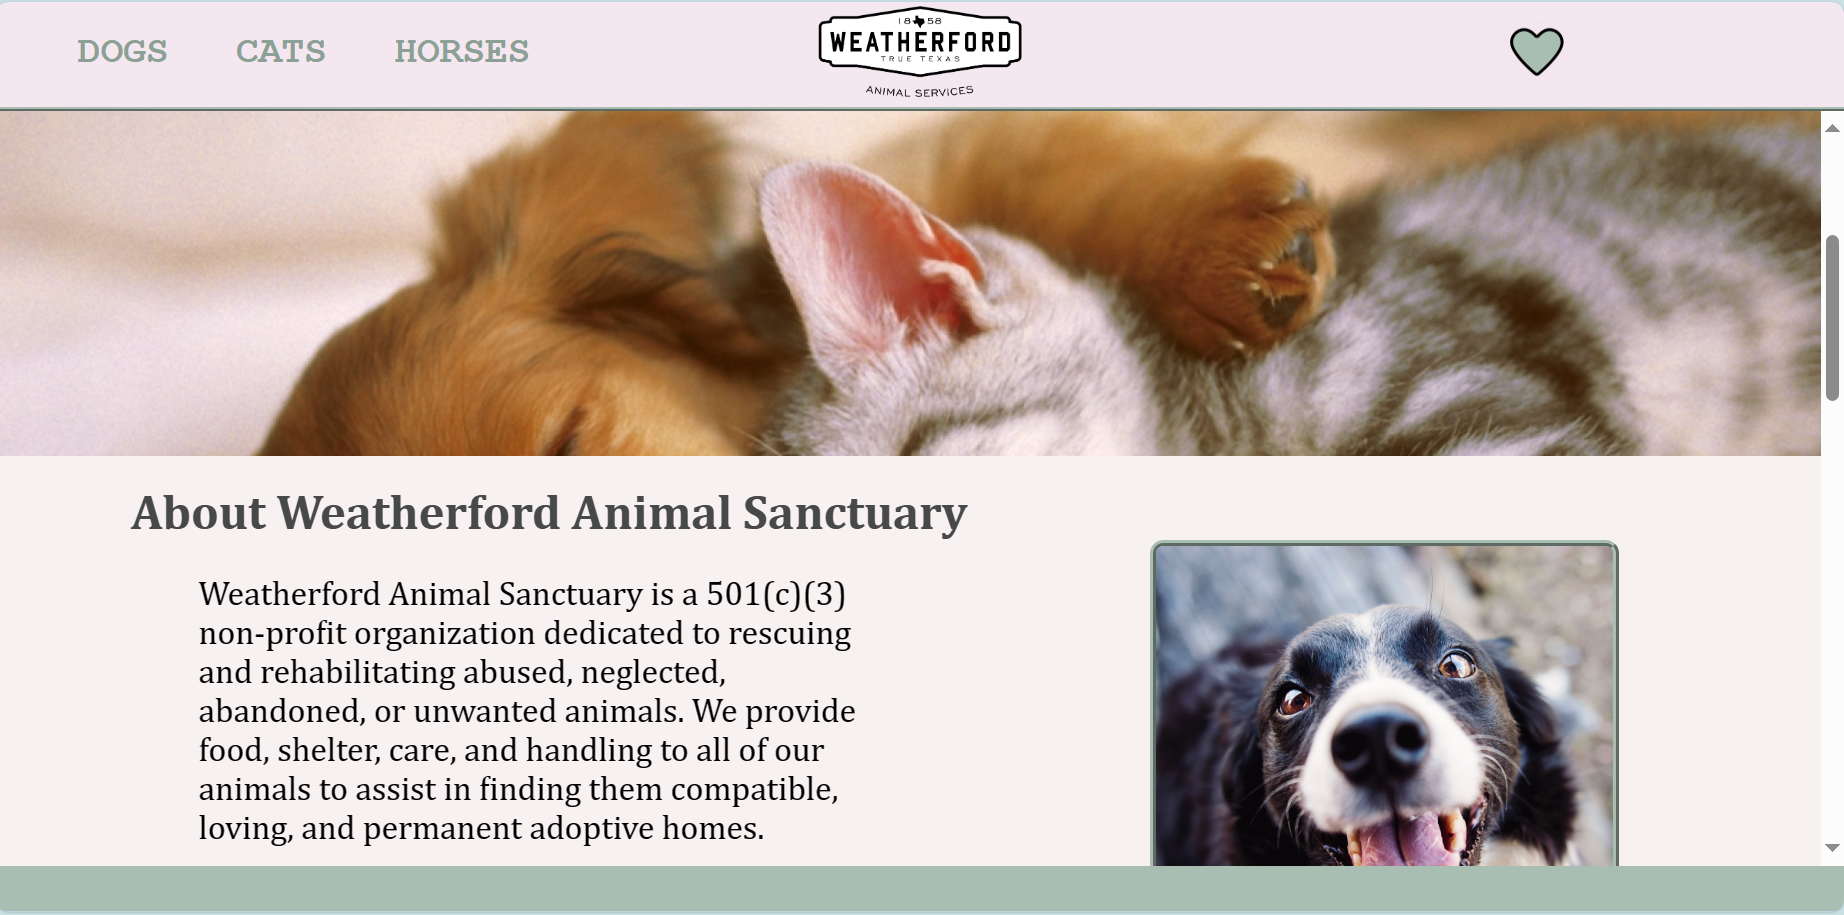 DOGS CATS HORSES
18 58
WEATHERFORD
TRUE TEXAS
ANIMAL SERVICES
About Weatherford Animal Sanctuary
Weatherford Animal Sanctuary is a 501(c)(3)
non-profit organization dedicated to rescuing
and rehabilitating abused, neglected,
abandoned, or unwanted animals. We provide
food, shelter, care, and handling to all of our
animals to assist in finding them compatible,
loving, and permanent adoptive homes.